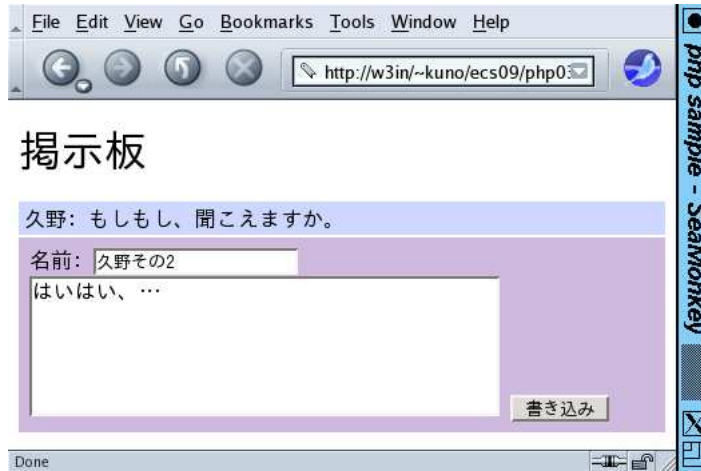 File Edit View Go Bookmarks Tools Window Help
http://w3in/~kuno/ecs09/php03
掲示板
久野: もしもし、聞こえますか。
名前: 久野その2
はいはい、…
書き込み
Done
php sample - SeaMonkey